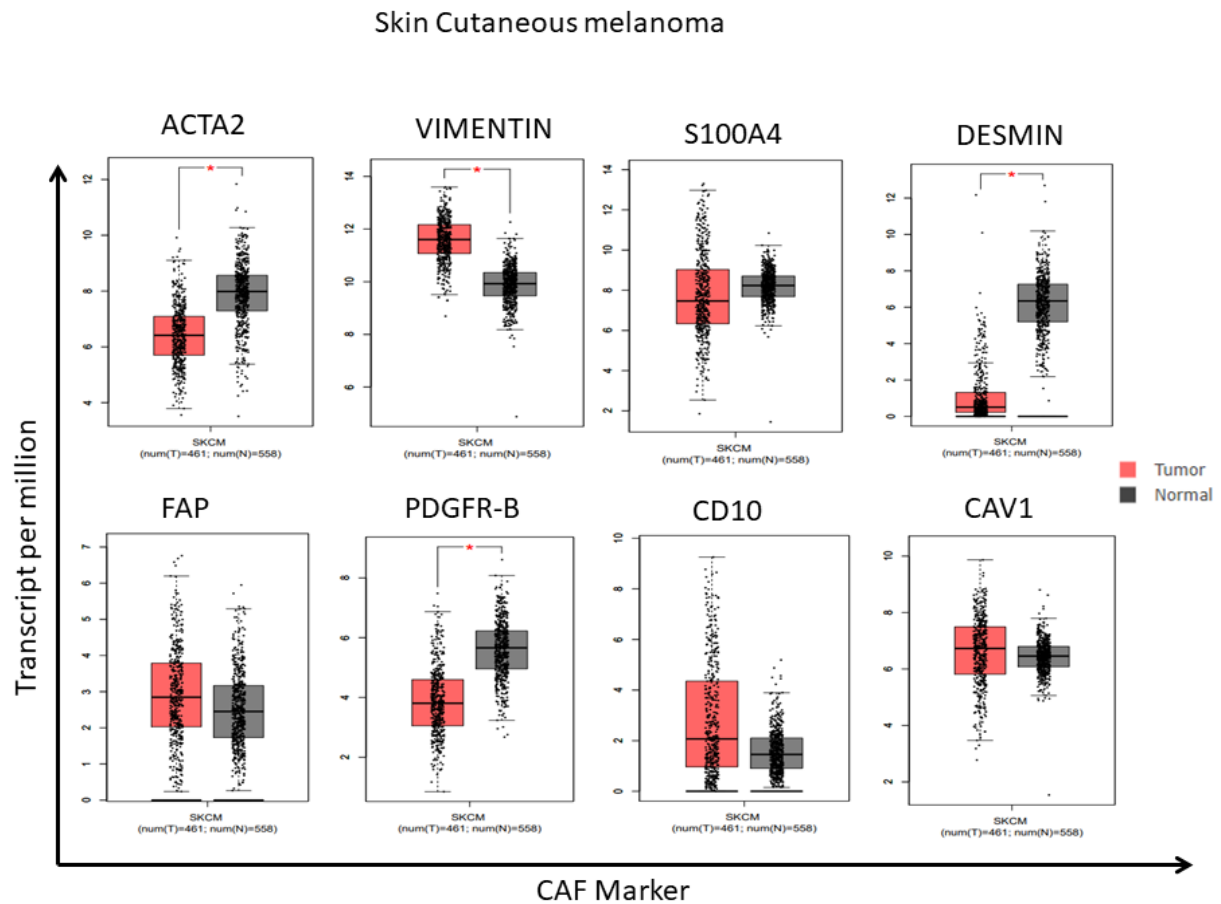 Skin Cutaneous melanoma
ACTA2
VIMENTIN
S100A4
DESMIN
*
4 6 8 10 12
SKCM
(num(T)=461; num(N)=558)
*
6 8 10 12 14
SKCM
(num(T)=461; num(N)=558)
2 4 6 8 10 12 14
SKCM
(num(T)=461; num(N)=558)
*
0 2 4 6 8 10 12
SKCM
(num(T)=461; num(N)=558)
Transcript per million
Tumor
Normal
FAP
PDGFR-B
CD10
CAV1
0 1 2 3 4 5 6 7
SKCM
(num(T)=461; num(N)=558)
*
2 4 6 8
SKCM
(num(T)=461; num(N)=558)
0 2 4 6 8 10
SKCM
(num(T)=461; num(N)=558)
2 4 6 8 10
SKCM
(num(T)=461; num(N)=558)
CAF Marker